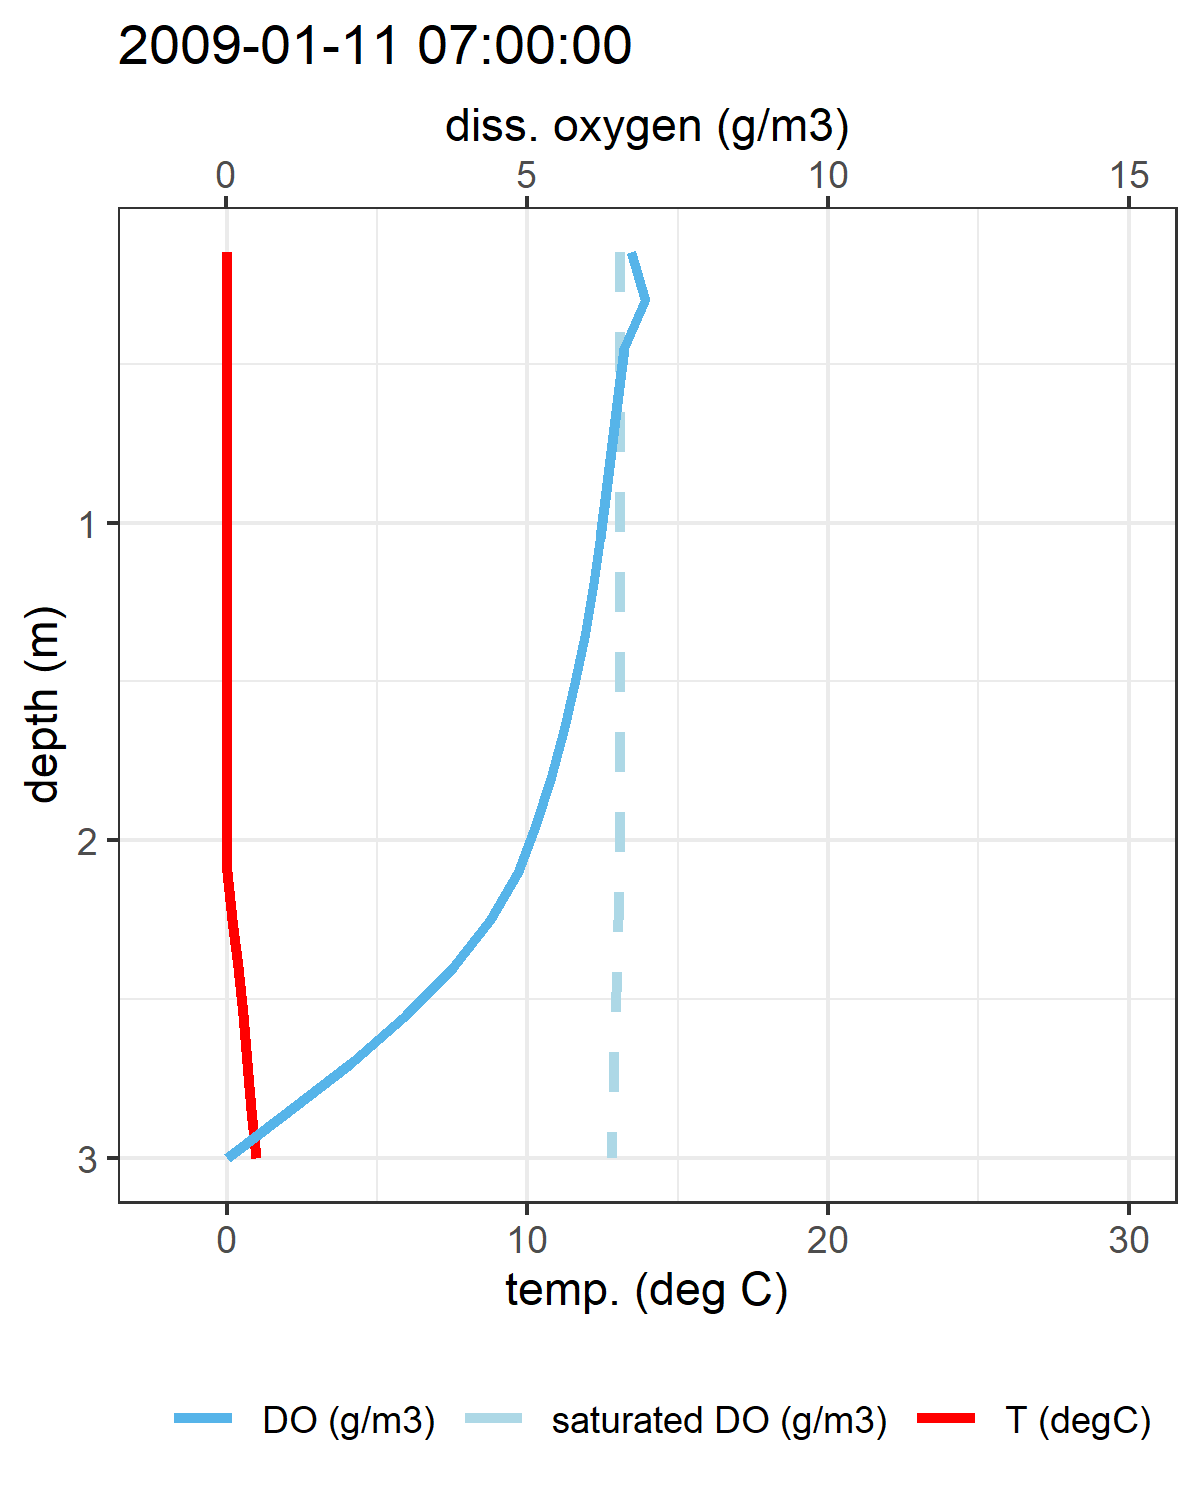 2009-01-11 07:00:00
diss. oxygen (g/m3)
0 5 10 15
depth (m)
1
2
3
0 10 20 30
temp. (deg C)
DO (g/m3) saturated DO (g/m3) T (degC)